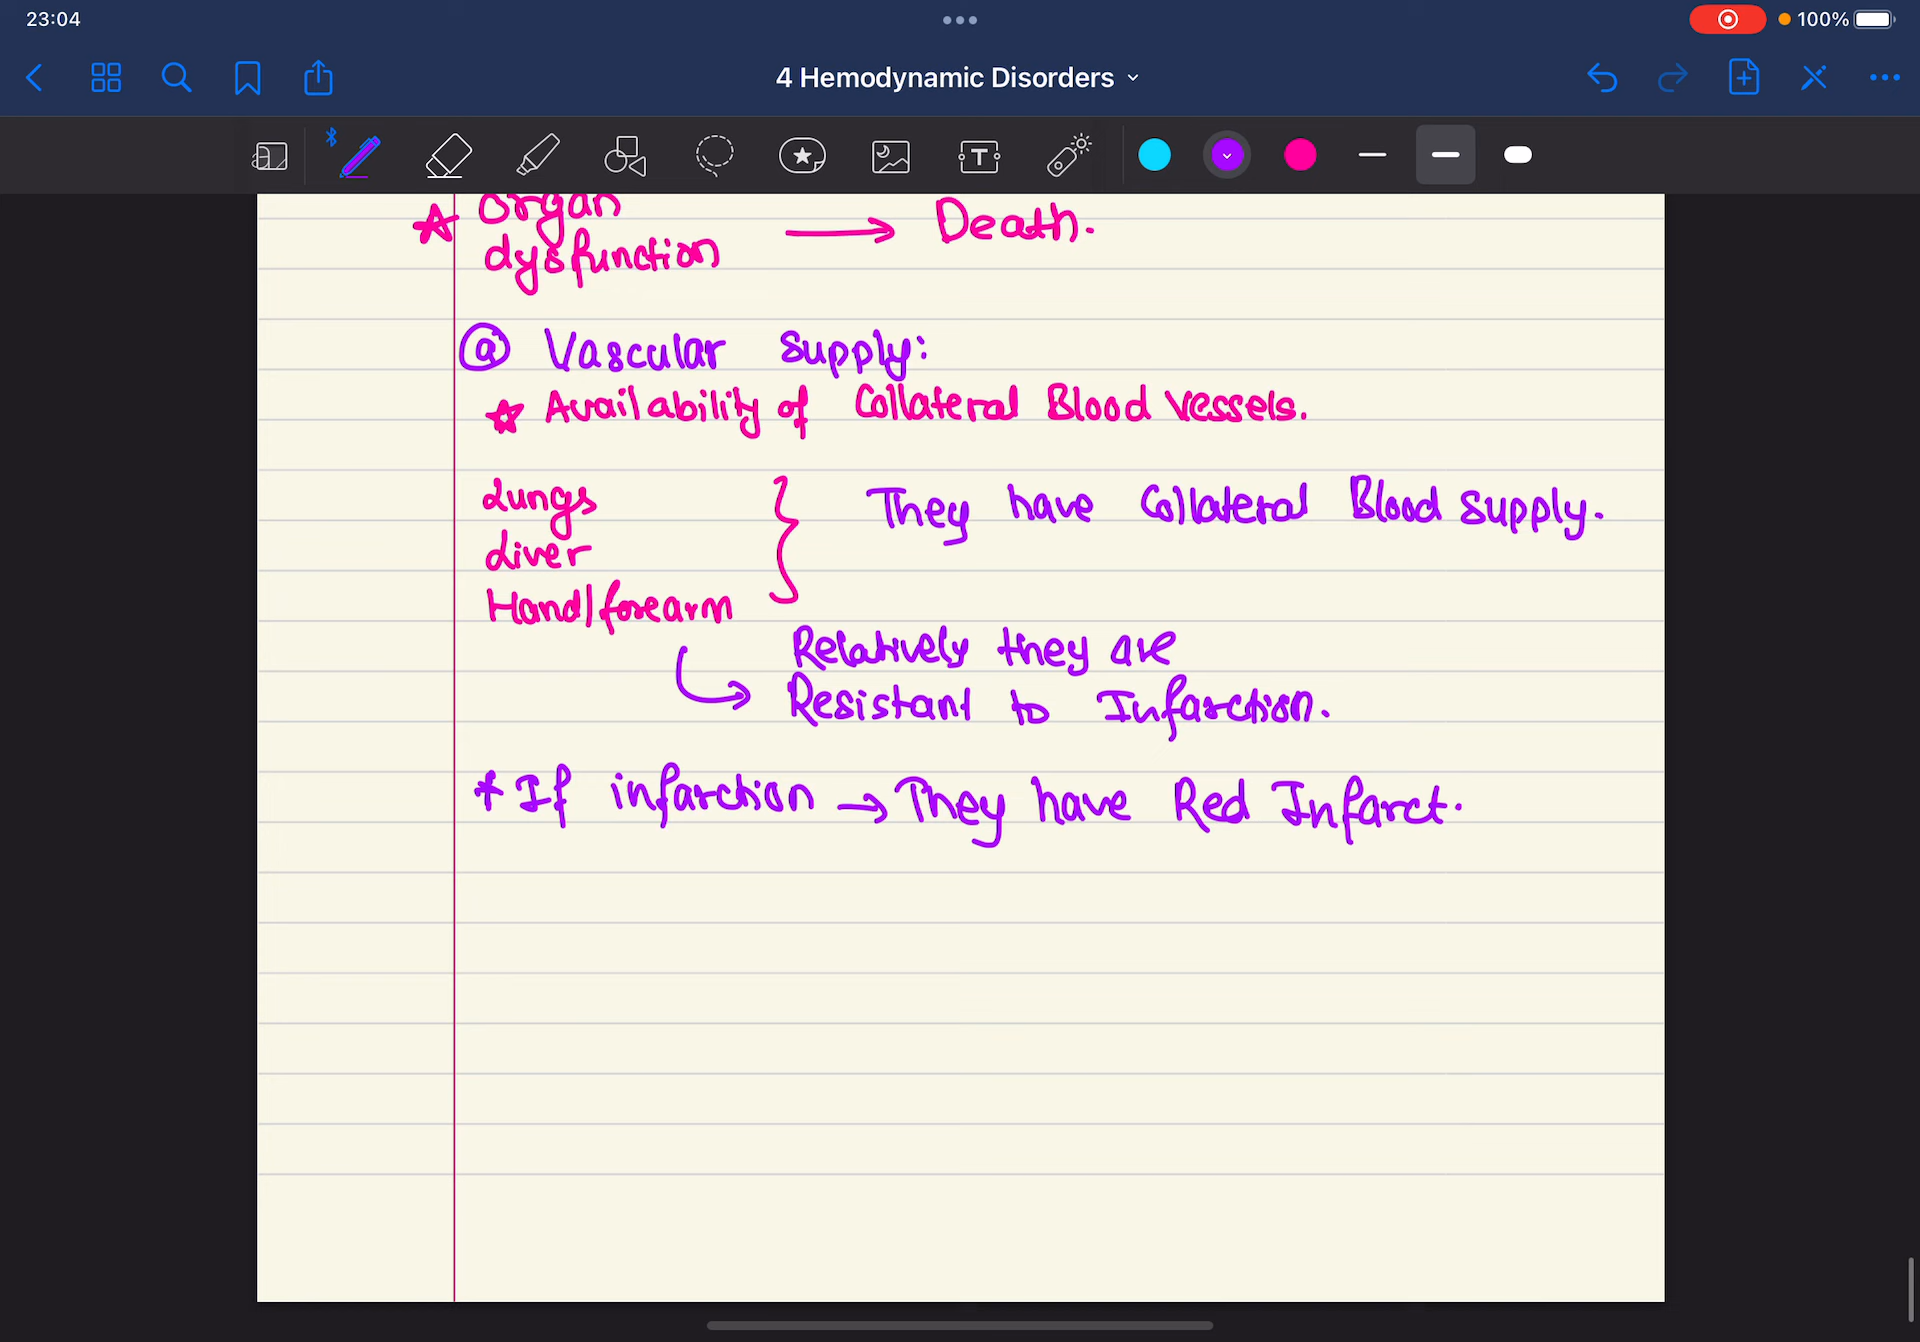 23:04
100%
4 Hemodynamic Disorders
Organ
dysfunction → Death.
ⓐ Vascular Supply:
☆ Availability of Collateral Blood Vessels.
Lungs
Liver
Hand/forearm
They have Collateral Blood Supply.
Relatively they are
Resistant to Infarction.
* If infarction → They have Red Infarct.